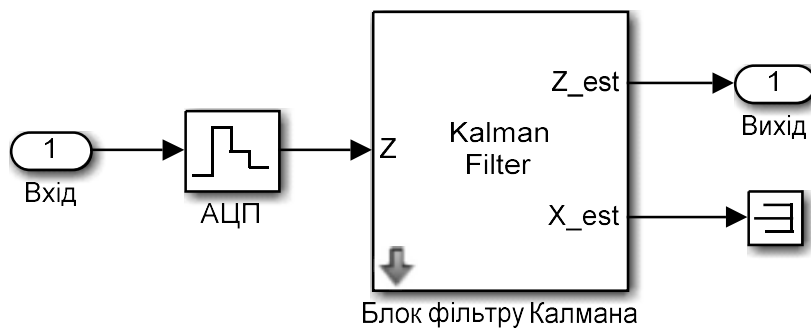 1
Вхід
АЦП
Z
Kalman
Filter
Z_est
X_est
Блок фільтру Калмана
1
Вихід